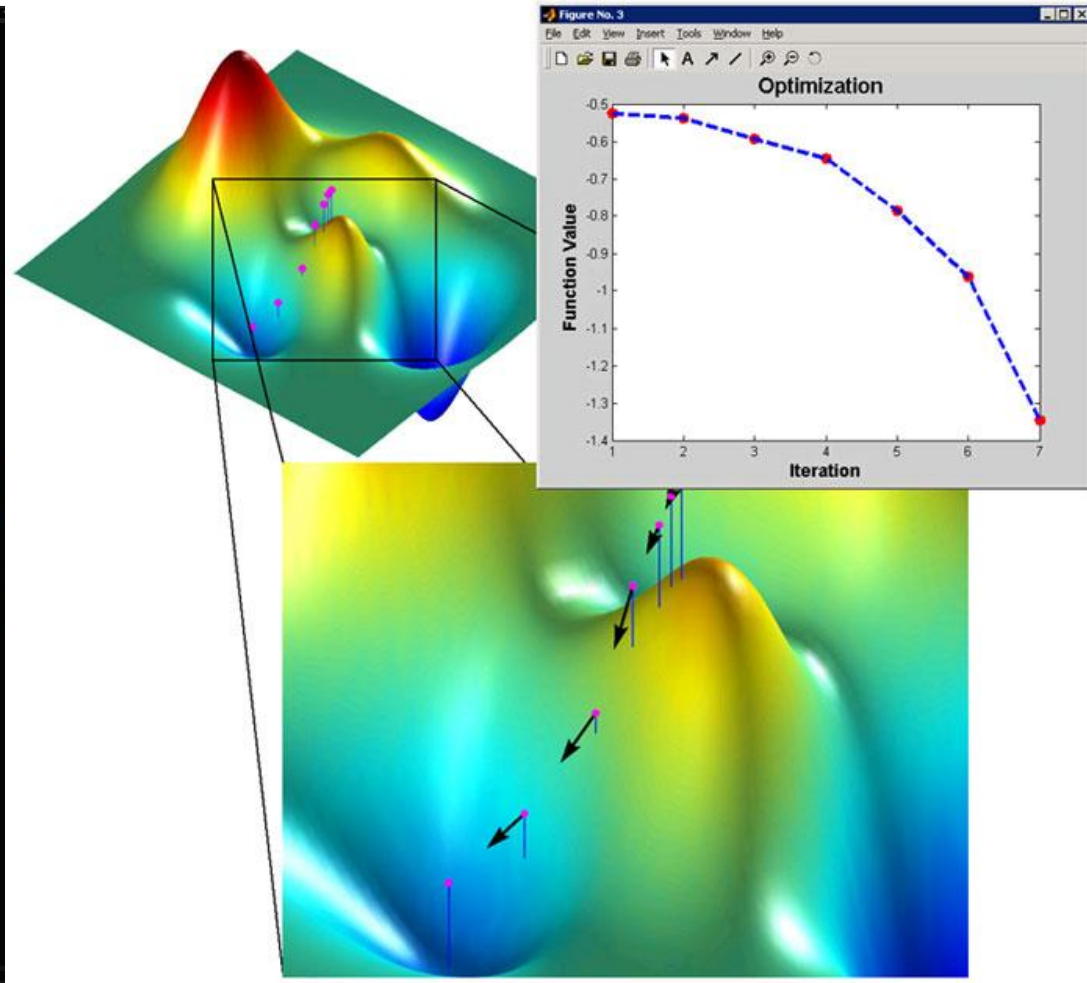 Figure No. 3
File Edit View Insert Tools Window Help
A
Optimization
-0.5
-0.6
-0.7
-0.8
-0.9
-1
-1.1
-1.2
-1.3
-1.4
Function Value
1 2 3 4 5 6 7
Iteration